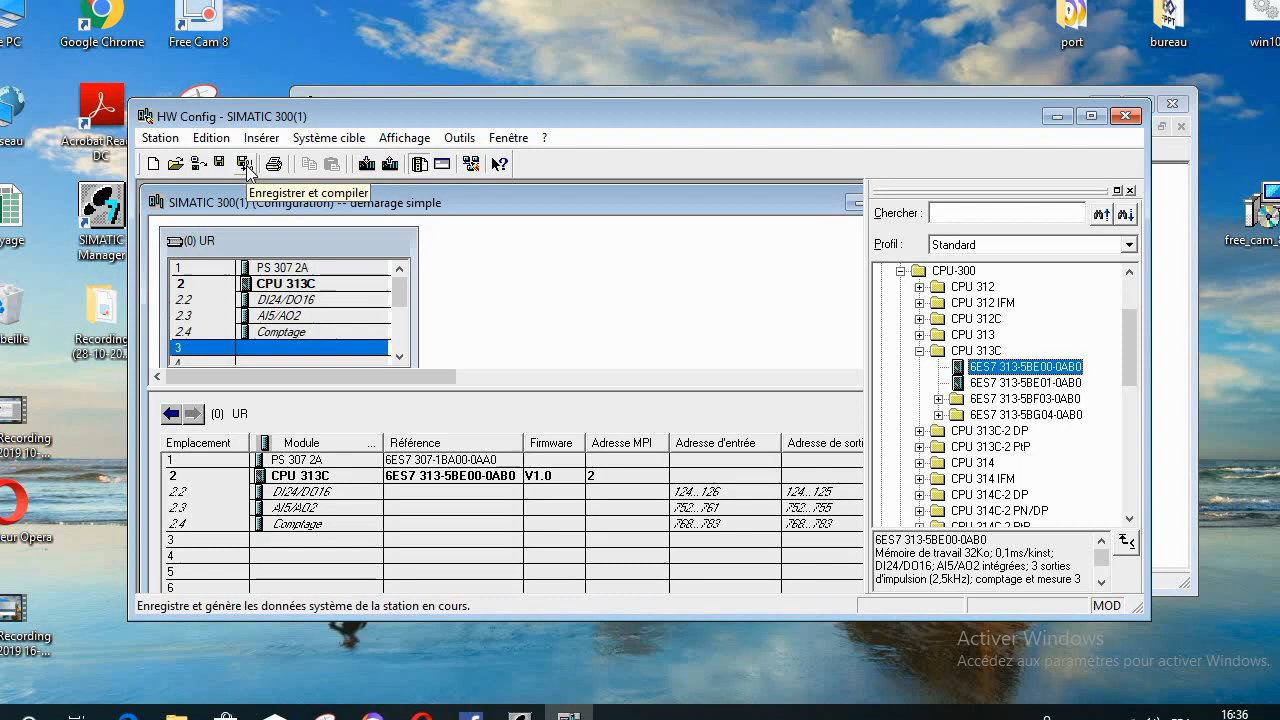 e PC
Google Chrome
Free Cam 8
port
bureau
win10
seau
Acrobat Rea...
DC
SIMATIC
Manager
yage
free_cam_
beille
Recording
(28-10-20...
Recording
2019 10-...
eur Opera
Recording
2019 16-...
HW Config - SIMATIC 300(1)
Station Edition Insérer Système cible Affichage Outils Fenêtre ?
Enregistrer et compiler
SIMATIC 300(1) (Configuration) -- demarage simple
(0) UR
1 PS 307 2A
2 CPU 313C
2.2 DI24/DO16
2.3 AI5/AO2
2.4 Comptage
3
4
(0) UR
Emplacement Module ... Référence Firmware Adresse MPI Adresse d'entrée Adresse de sorti
1 PS 307 2A 6ES7 307-1BA00-0AA0
2 CPU 313C 6ES7 313-5BE00-0AB0 V1.0 2
2.2 DI24/DO16 124...126 124...125
2.3 AI5/AO2 752...761 752...755
2.4 Comptage 768...783 768...783
3
4
5
6
Chercher :
Profil : Standard
CPU-300
CPU 312
CPU 312 IFM
CPU 312C
CPU 313
CPU 313C
6ES7 313-5BE00-0AB0
6ES7 313-5BE01-0AB0
6ES7 313-5BF03-0AB0
6ES7 313-5BG04-0AB0
CPU 313C-2 DP
CPU 313C-2 PtP
CPU 314
CPU 314 IFM
CPU 314C-2 DP
CPU 314C-2 PN/DP
CPU 314C-2 PtP
6ES7 313-5BE00-0AB0
Mémoire de travail 32Ko; 0,1ms/kinst;
DI24/DO16; AI5/AO2 intégrées; 3 sorties
d'impulsion (2,5kHz); comptage et mesure 3
Enregistre et génère les données système de la station en cours.
MOD
Activer Windows
Accédez aux paramètres pour activer Windows.
16:36